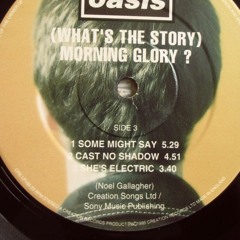 oasis
(WHAT'S THE STORY)
MORNING GLORY ?
SIDE 3
1 SOME MIGHT SAY 5.29
2 CAST NO SHADOW 4.51
SHE'S ELECTRIC 3.40
(Noel Gallagher)
Creation Songs Ltd /
Sony Music Publishing